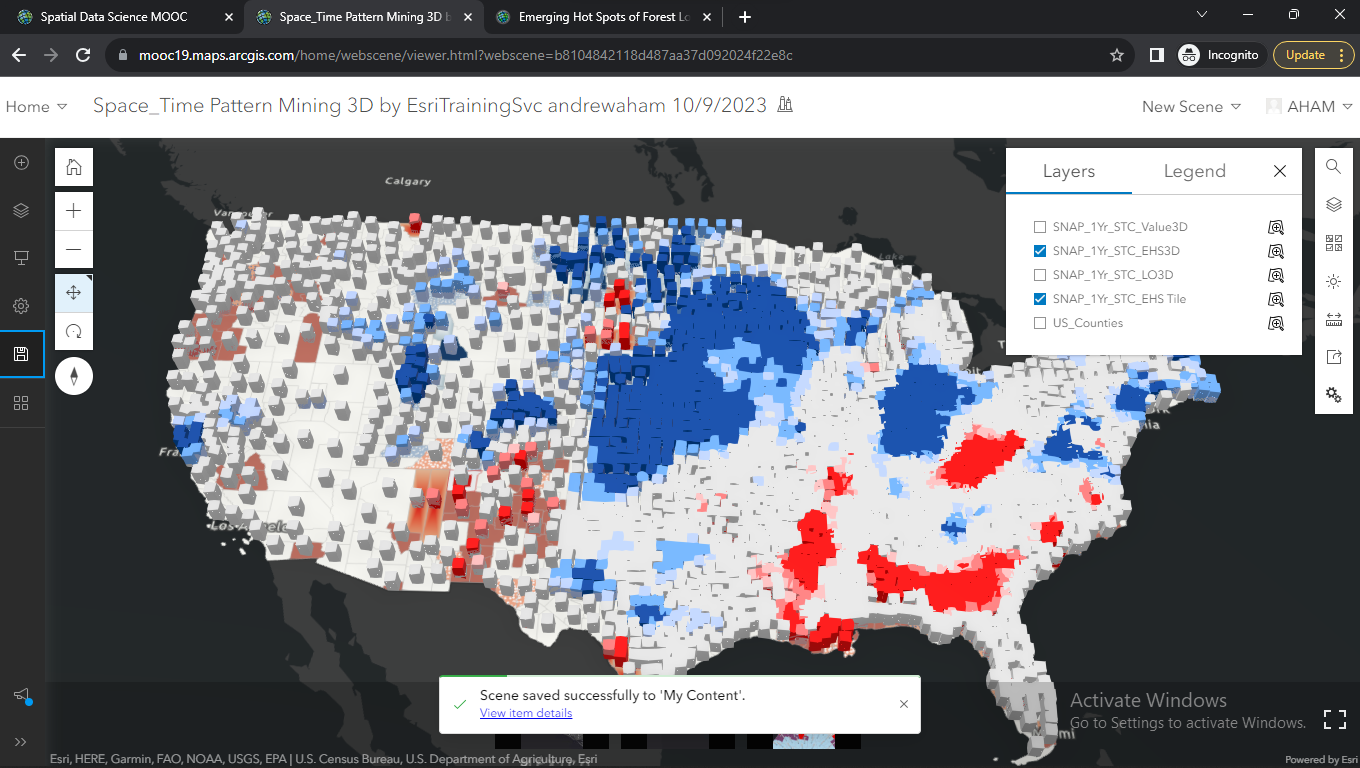 Spatial Data Science MOOC
Space_Time Pattern Mining 3D b
Emerging Hot Spots of Forest Lo
mooc19.maps.arcgis.com/home/webscene/viewer.html?webscene=b8104842118d487aa37d092024f22e8c
Incognito
Update
Home
Space_Time Pattern Mining 3D by EsriTrainingSvc andrewaham 10/9/2023
New Scene
AHAM
Calgary
Layers
Legend
SNAP_1Yr_STC_Value3D
SNAP_1Yr_STC_EHS3D
SNAP_1Yr_STC_LO3D
SNAP_1Yr_STC_EHS Tile
US_Counties
Los Angeles
Scene saved successfully to 'My Content'.
View item details
Activate Windows
Go to Settings to activate Windows.
Esri, HERE, Garmin, FAO, NOAA, USGS, EPA | U.S. Census Bureau, U.S. Department of Agriculture, Esri
Powered by Esri